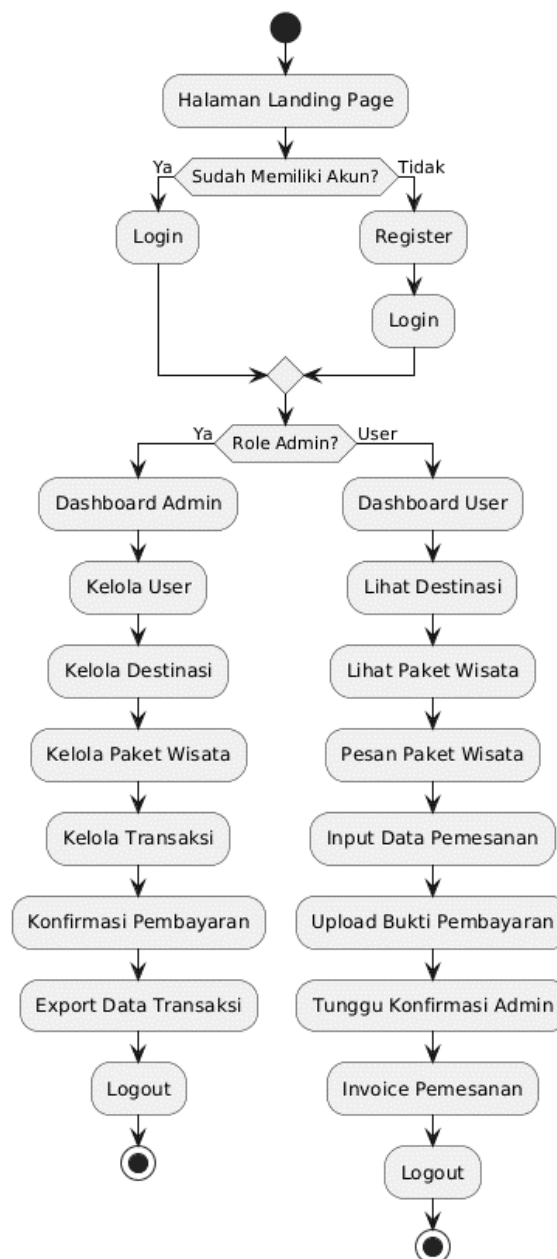 Halaman Landing Page
Ya
Sudah Memiliki Akun?
Tidak
Login
Register
Login
Ya
Role Admin?
User
Dashboard Admin
Dashboard User
Kelola User
Lihat Destinasi
Kelola Destinasi
Lihat Paket Wisata
Kelola Paket Wisata
Pesan Paket Wisata
Kelola Transaksi
Input Data Pemesanan
Konfirmasi Pembayaran
Upload Bukti Pembayaran
Export Data Transaksi
Tunggu Konfirmasi Admin
Logout
Invoice Pemesanan
Logout